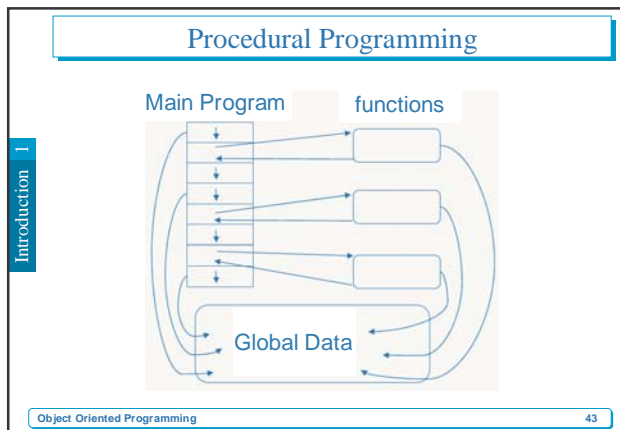 Procedural Programming
Main Program
functions
Introduction 1
Global Data
Object Oriented Programming
43